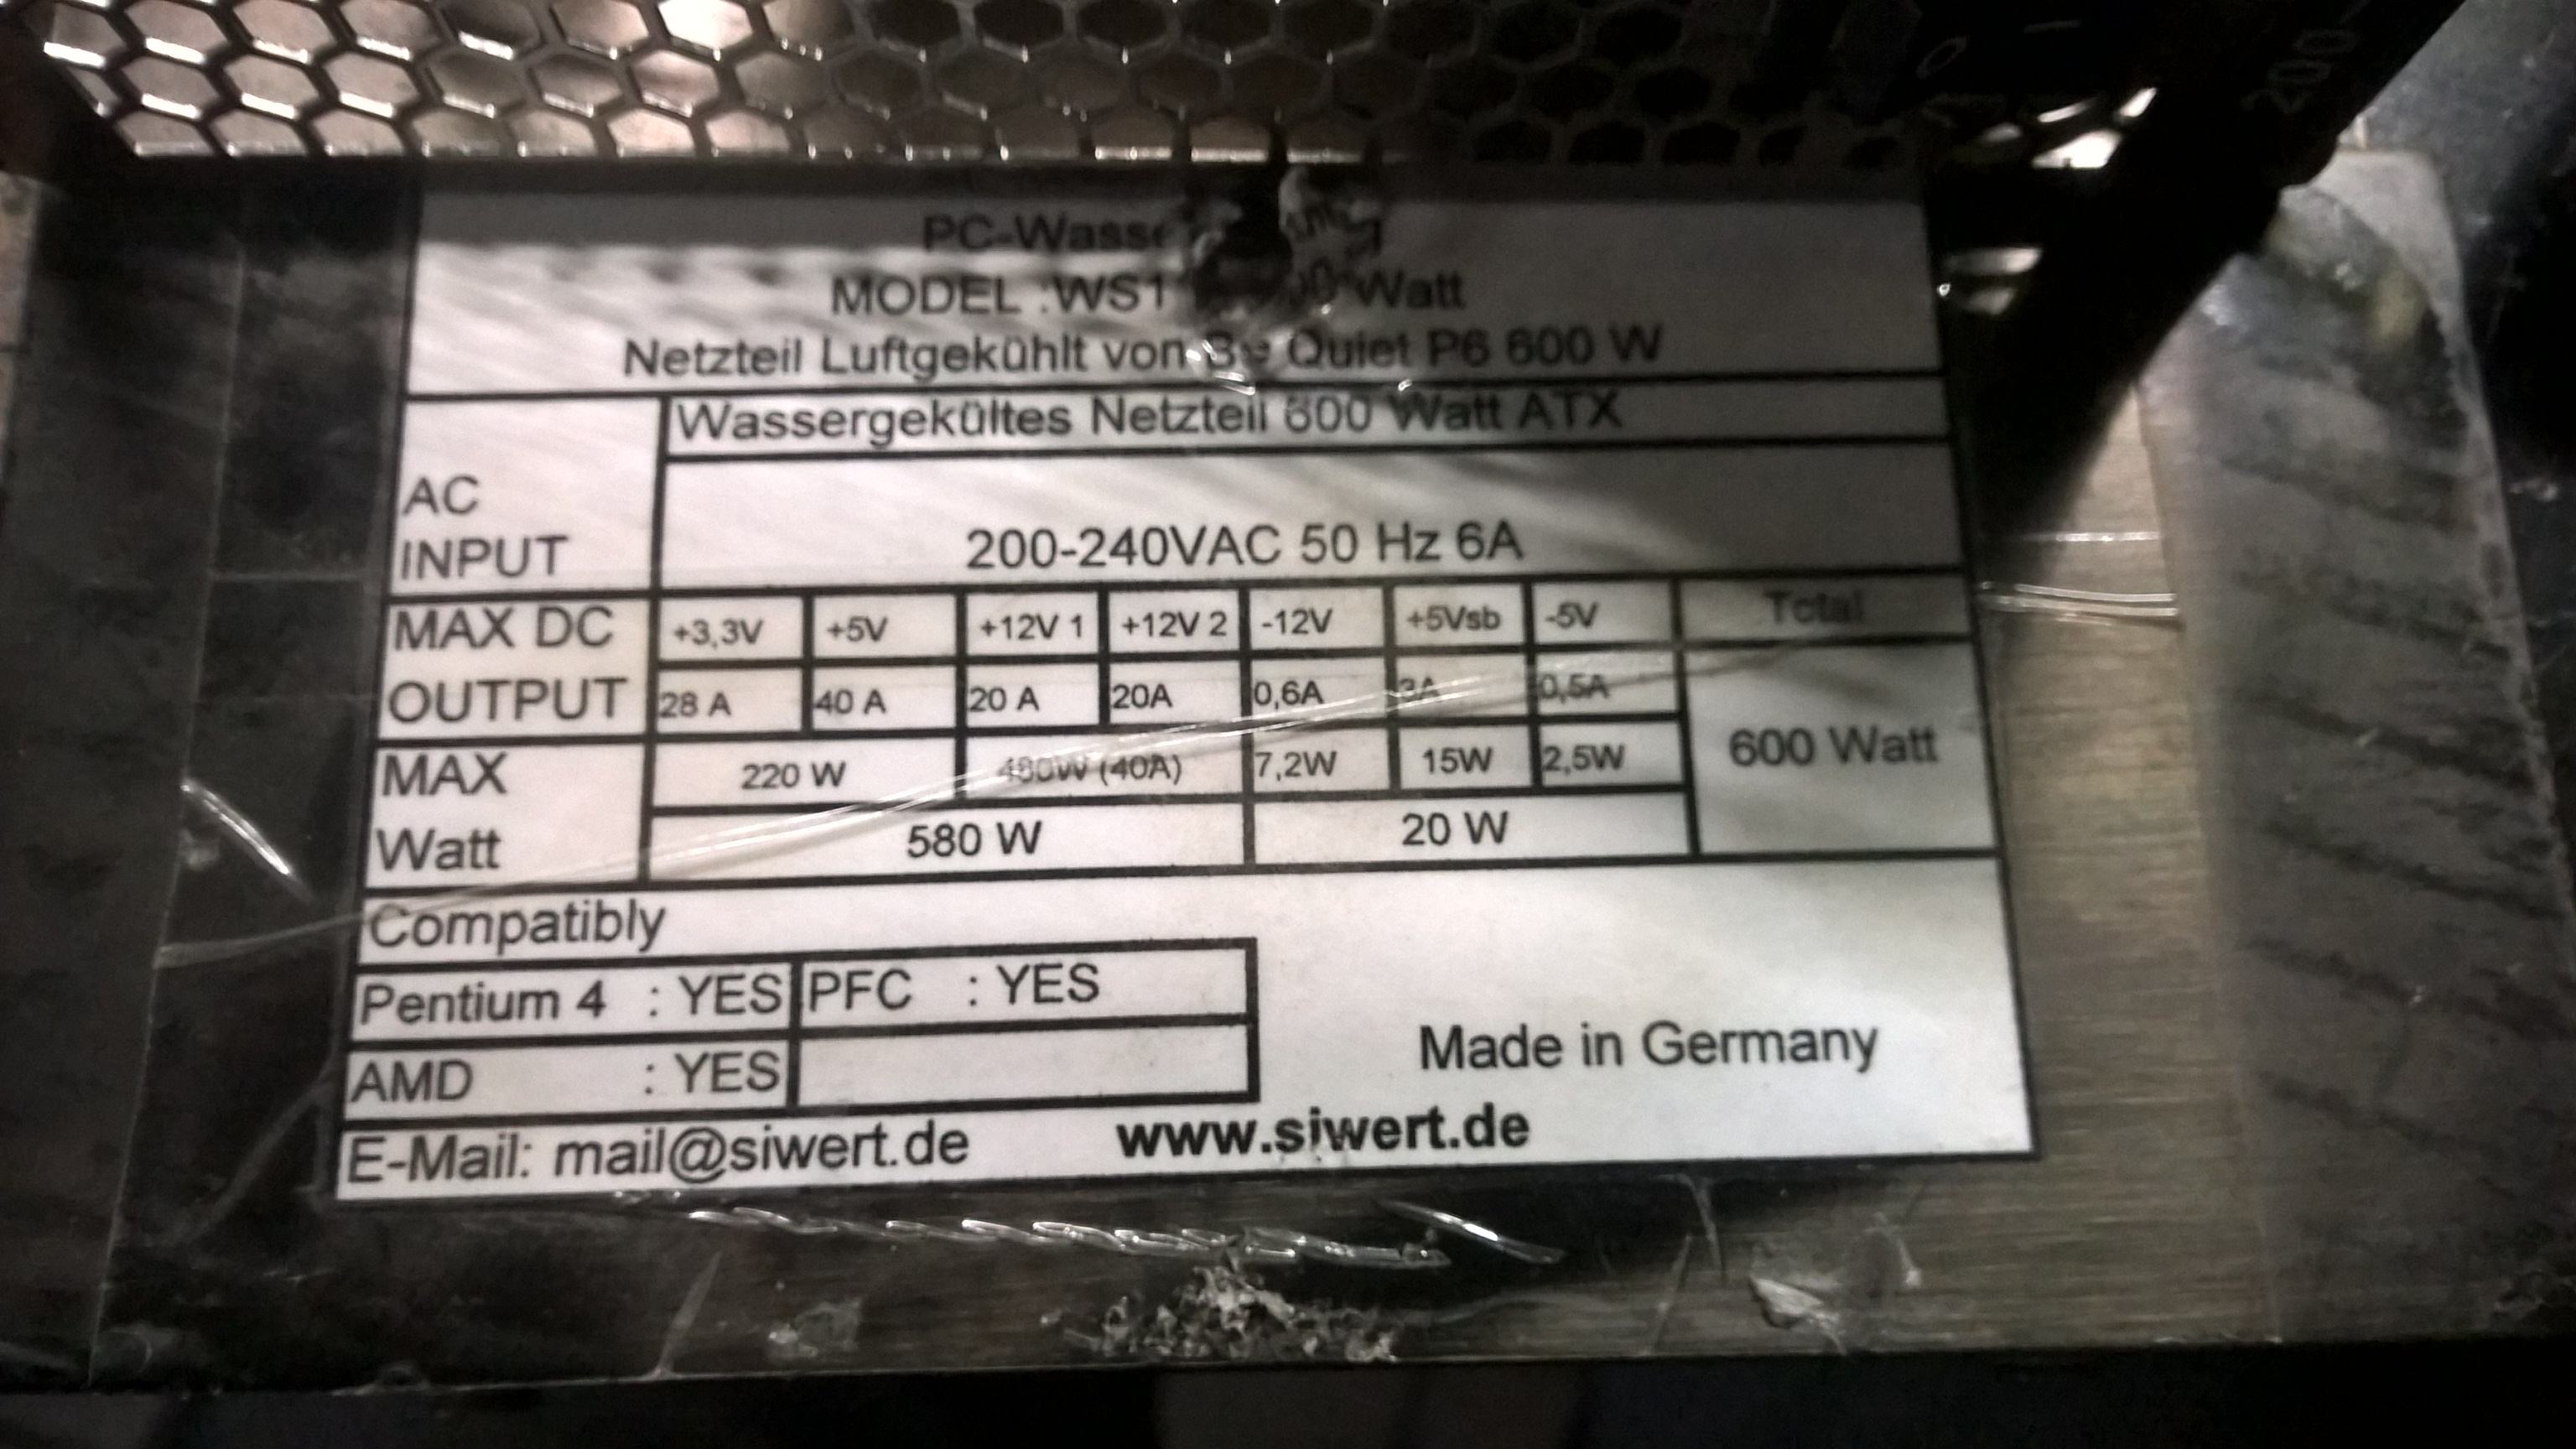 PC-Wasse
MODEL :WS1 Watt
Netzteil Luftgekühlt von Be Quiet P6 600 W
Wassergekültes Netzteil 600 Watt ATX
AC
INPUT
200-240VAC 50 Hz 6A
MAX DC
OUTPUT
+3,3V +5V +12V 1 +12V 2 -12V +5Vsb -5V Total
28 A 40 A 20 A 20A 0,6A 3A 0,5A
MAX
Watt
220 W 480W (40A) 7,2W 15W 2,5W 600 Watt
580 W 20 W
Compatibly
Pentium 4 : YES PFC : YES
AMD : YES
Made in Germany
E-Mail: mail@siwert.de www.siwert.de